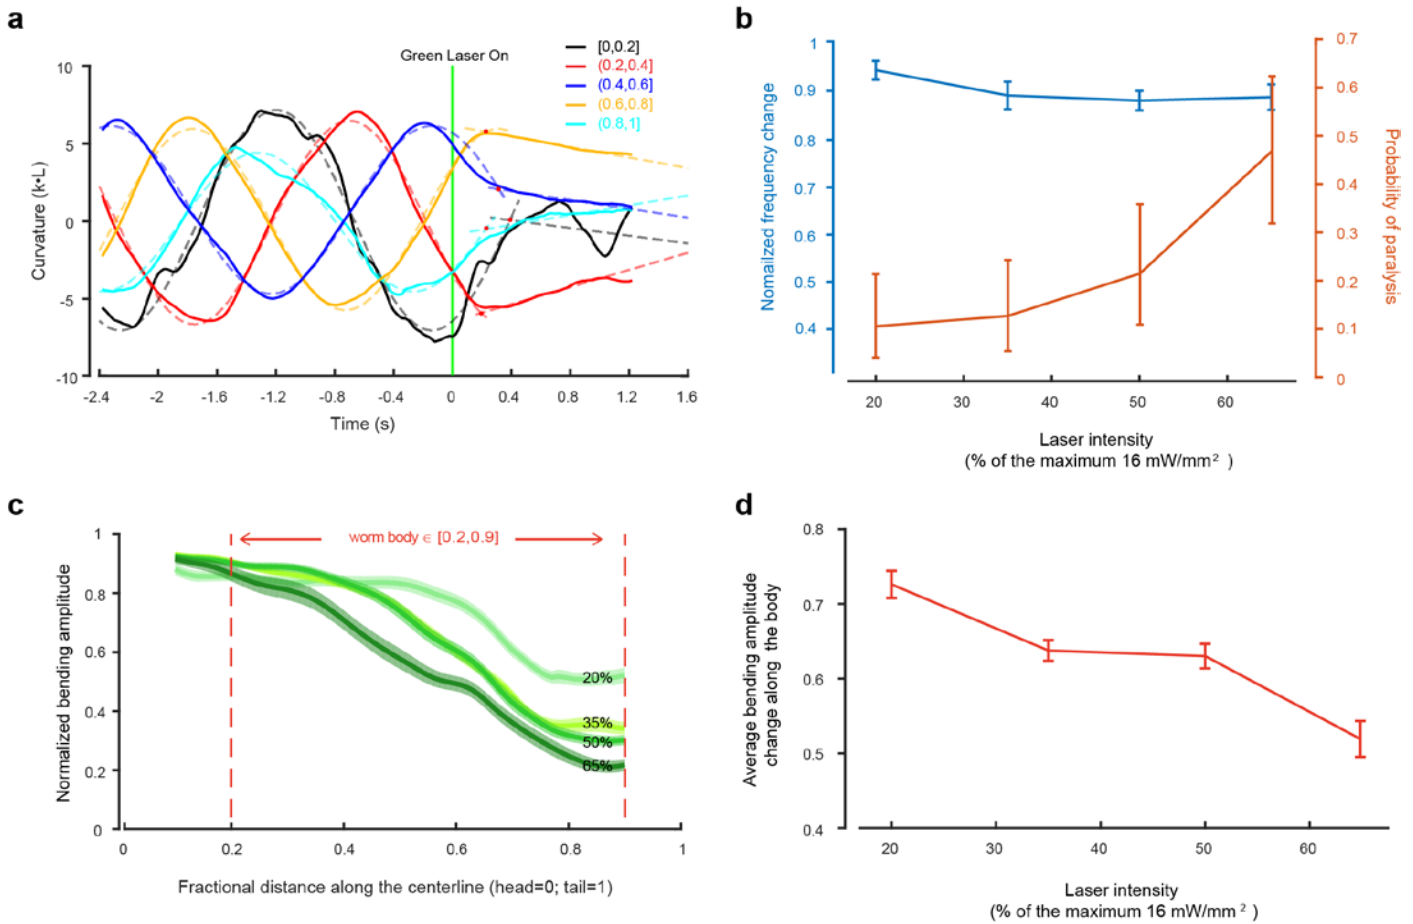 a
Green Laser On
[0,0.2]
(0.2,0.4]
(0.4,0.6]
(0.6,0.8]
(0.8,1]
10
5
0
-5
-10
Curvature (k•L)
-2.4 -2 -1.6 -1.2 -0.8 -0.4 0 0.4 0.8 1.2 1.6
Time (s)
b
1
0.9
0.8
0.7
0.6
0.5
0.4
Nomailzd frequency change
0.7
0.6
0.5
0.4
0.3
0.2
0.1
0
Probability of paralysis
20 30 40 50 60
Laser intensity
(% of the maximum 16 mW/mm² )
c
worm body ∈ [0.2,0.9]
1
0.8
0.6
0.4
0.2
0
Normalized bending amplitude
20%
35%
50%
65%
0 0.2 0.4 0.6 0.8 1
Fractional distance along the centerline (head=0; tail=1)
d
0.8
0.7
0.6
0.5
0.4
Average bending amplitude
change along the body
20 30 40 50 60
Laser intensity
(% of the maximum 16 mW/mm² )